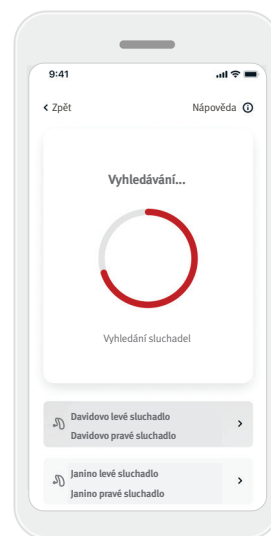 9:41
Zpět Nápověda
Vyhledávání...
Vyhledání sluchadel
Davidovo levé sluchadlo
Davidovo pravé sluchadlo
Janino levé sluchadlo
Janino pravé sluchadlo